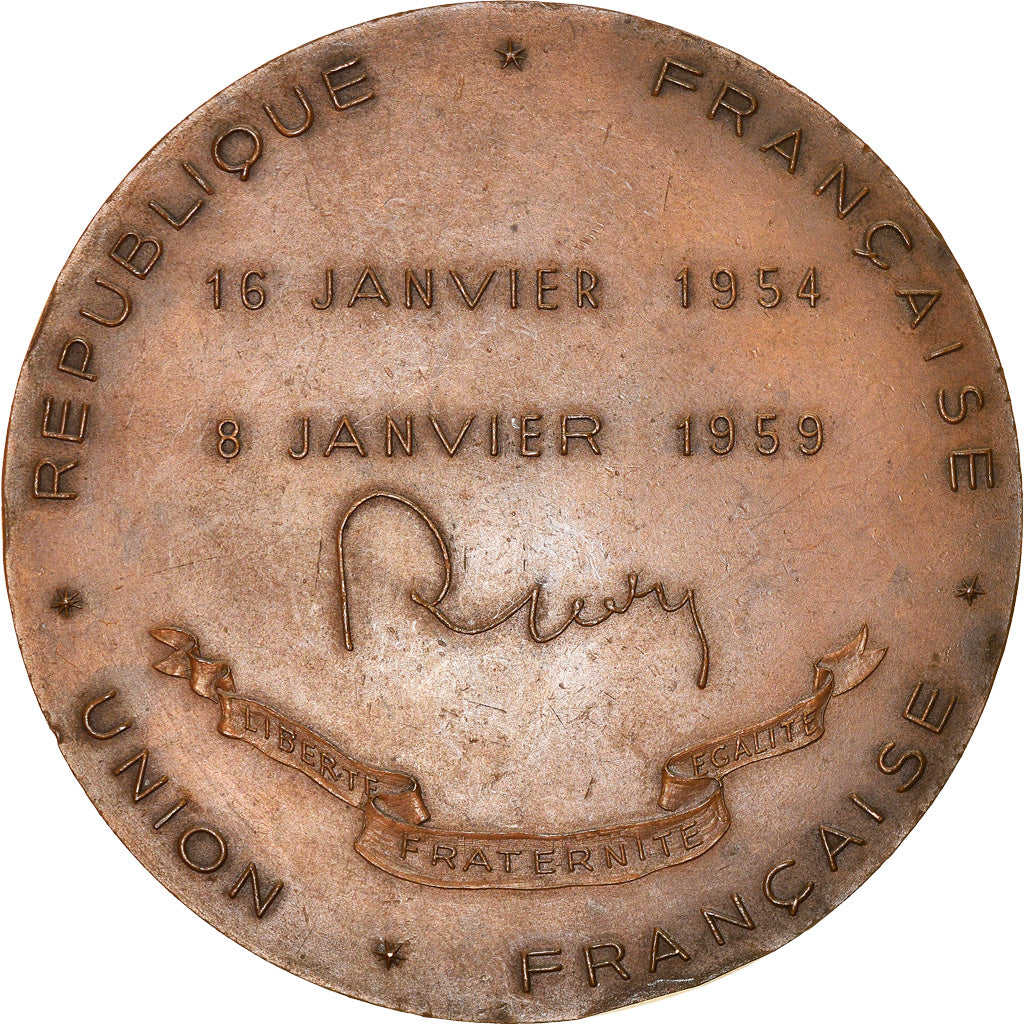 REPUBLIQUE FRANÇAISE
16 JANVIER 1954
8 JANVIER 1959
LIBERTE
EGALITE
FRATERNITE
UNION FRANÇAISE